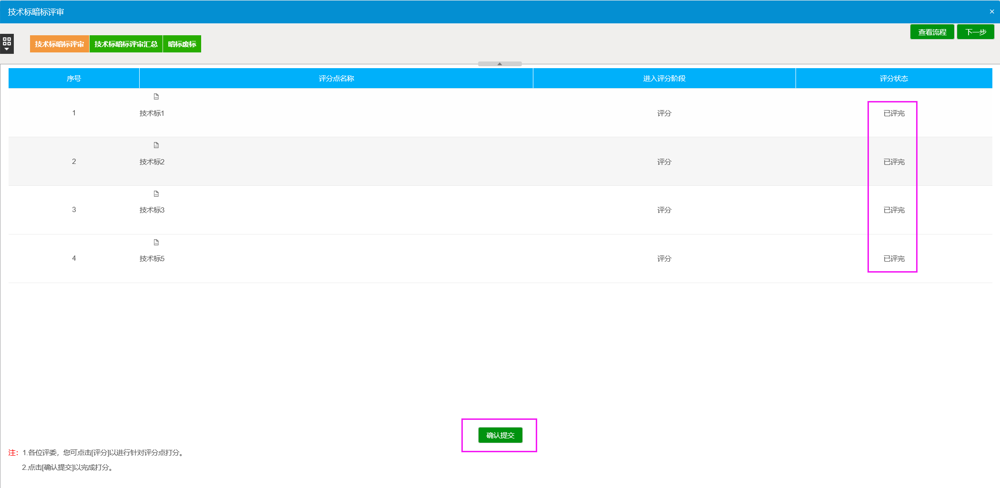 技术标暗标评审
×
查看流程 下一步
技术标暗标评审 技术标暗标评审汇总 暗标废标
序号 评分点名称 进入评分阶段 评分状态
1 技术标1 评分 已评完
2 技术标2 评分 已评完
3 技术标3 评分 已评完
4 技术标5 评分 已评完
确认提交
注：1.各位评委，您可点击[评分]以进行针对评分点打分。
2.点击[确认提交]以完成打分。